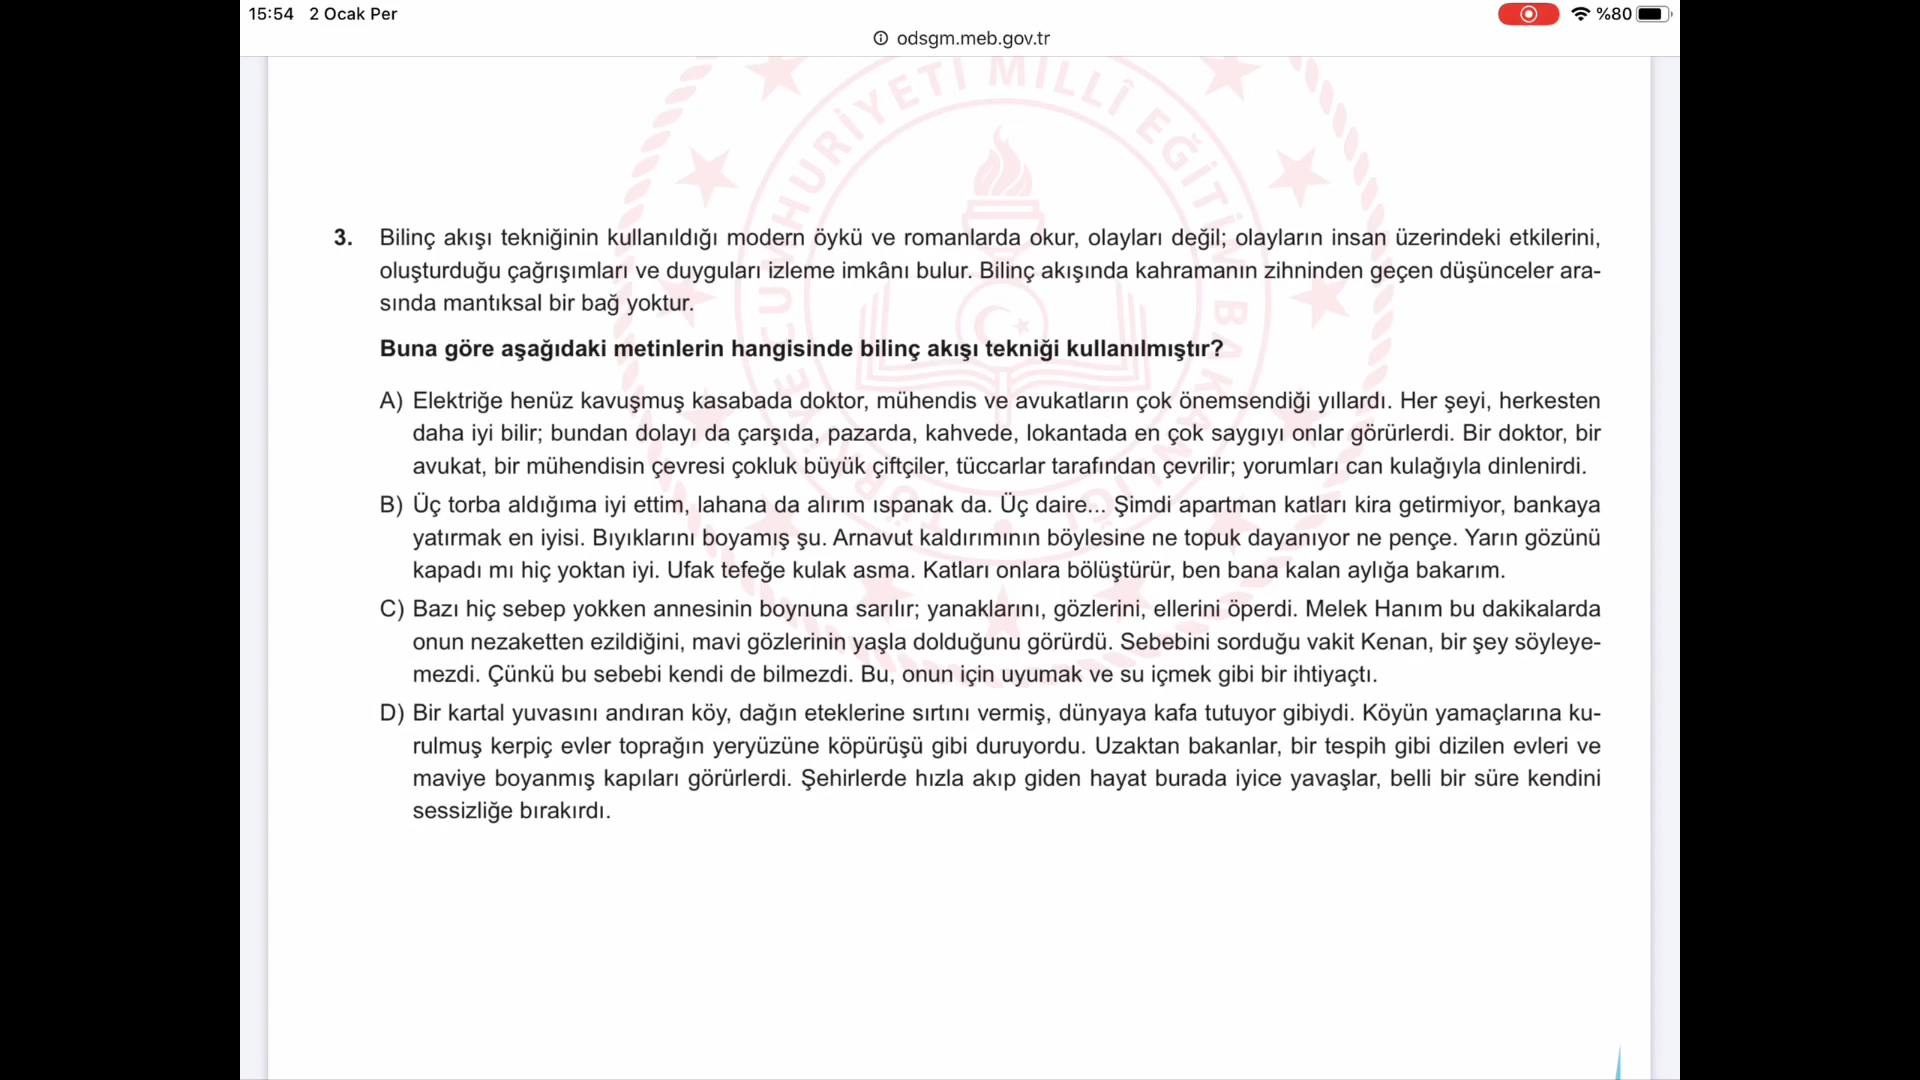 15:54 2 Ocak Per
%80
odsgm.meb.gov.tr
TÜRKİYE CUMHURİYETİ MİLLÎ EĞİTİM BAKANLIĞI
3. Bilinç akışı tekniğinin kullanıldığı modern öykü ve romanlarda okur, olayları değil; olayların insan üzerindeki etkilerini,
oluşturduğu çağrışımları ve duyguları izleme imkânı bulur. Bilinç akışında kahramanın zihninden geçen düşünceler ara-
sında mantıksal bir bağ yoktur.
Buna göre aşağıdaki metinlerin hangisinde bilinç akışı tekniği kullanılmıştır?
A) Elektriğe henüz kavuşmuş kasabada doktor, mühendis ve avukatların çok önemsendiği yıllardı. Her şeyi, herkesten
daha iyi bilir; bundan dolayı da çarşıda, pazarda, kahvede, lokantada en çok saygıyı onlar görürlerdi. Bir doktor, bir
avukat, bir mühendisin çevresi çokluk büyük çiftçiler, tüccarlar tarafından çevrilir; yorumları can kulağıyla dinlenirdi.
B) Üç torba aldığıma iyi ettim, lahana da alırım ıspanak da. Üç daire... Şimdi apartman katları kira getirmiyor, bankaya
yatırmak en iyisi. Bıyıklarını boyamış şu. Arnavut kaldırımının böylesine ne topuk dayanıyor ne pençe. Yarın gözünü
kapadı mı hiç yoktan iyi. Ufak tefeğe kulak asma. Katları onlara bölüştürür, ben bana kalan aylığa bakarım.
C) Bazı hiç sebep yokken annesinin boynuna sarılır; yanaklarını, gözlerini, ellerini öperdi. Melek Hanım bu dakikalarda
onun nezaketten ezildiğini, mavi gözlerinin yaşla dolduğunu görürdü. Sebebini sorduğu vakit Kenan, bir şey söyleye-
mezdi. Çünkü bu sebebi kendi de bilmezdi. Bu, onun için uyumak ve su içmek gibi bir ihtiyaçtı.
D) Bir kartal yuvasını andıran köy, dağın eteklerine sırtını vermiş, dünyaya kafa tutuyor gibiydi. Köyün yamaçlarına ku-
rulmuş kerpiç evler toprağın yeryüzüne köpürüşü gibi duruyordu. Uzaktan bakanlar, bir tespih gibi dizilen evleri ve
maviye boyanmış kapıları görürlerdi. Şehirlerde hızla akıp giden hayat burada iyice yavaşlar, belli bir süre kendini
sessizliğe bırakırdı.